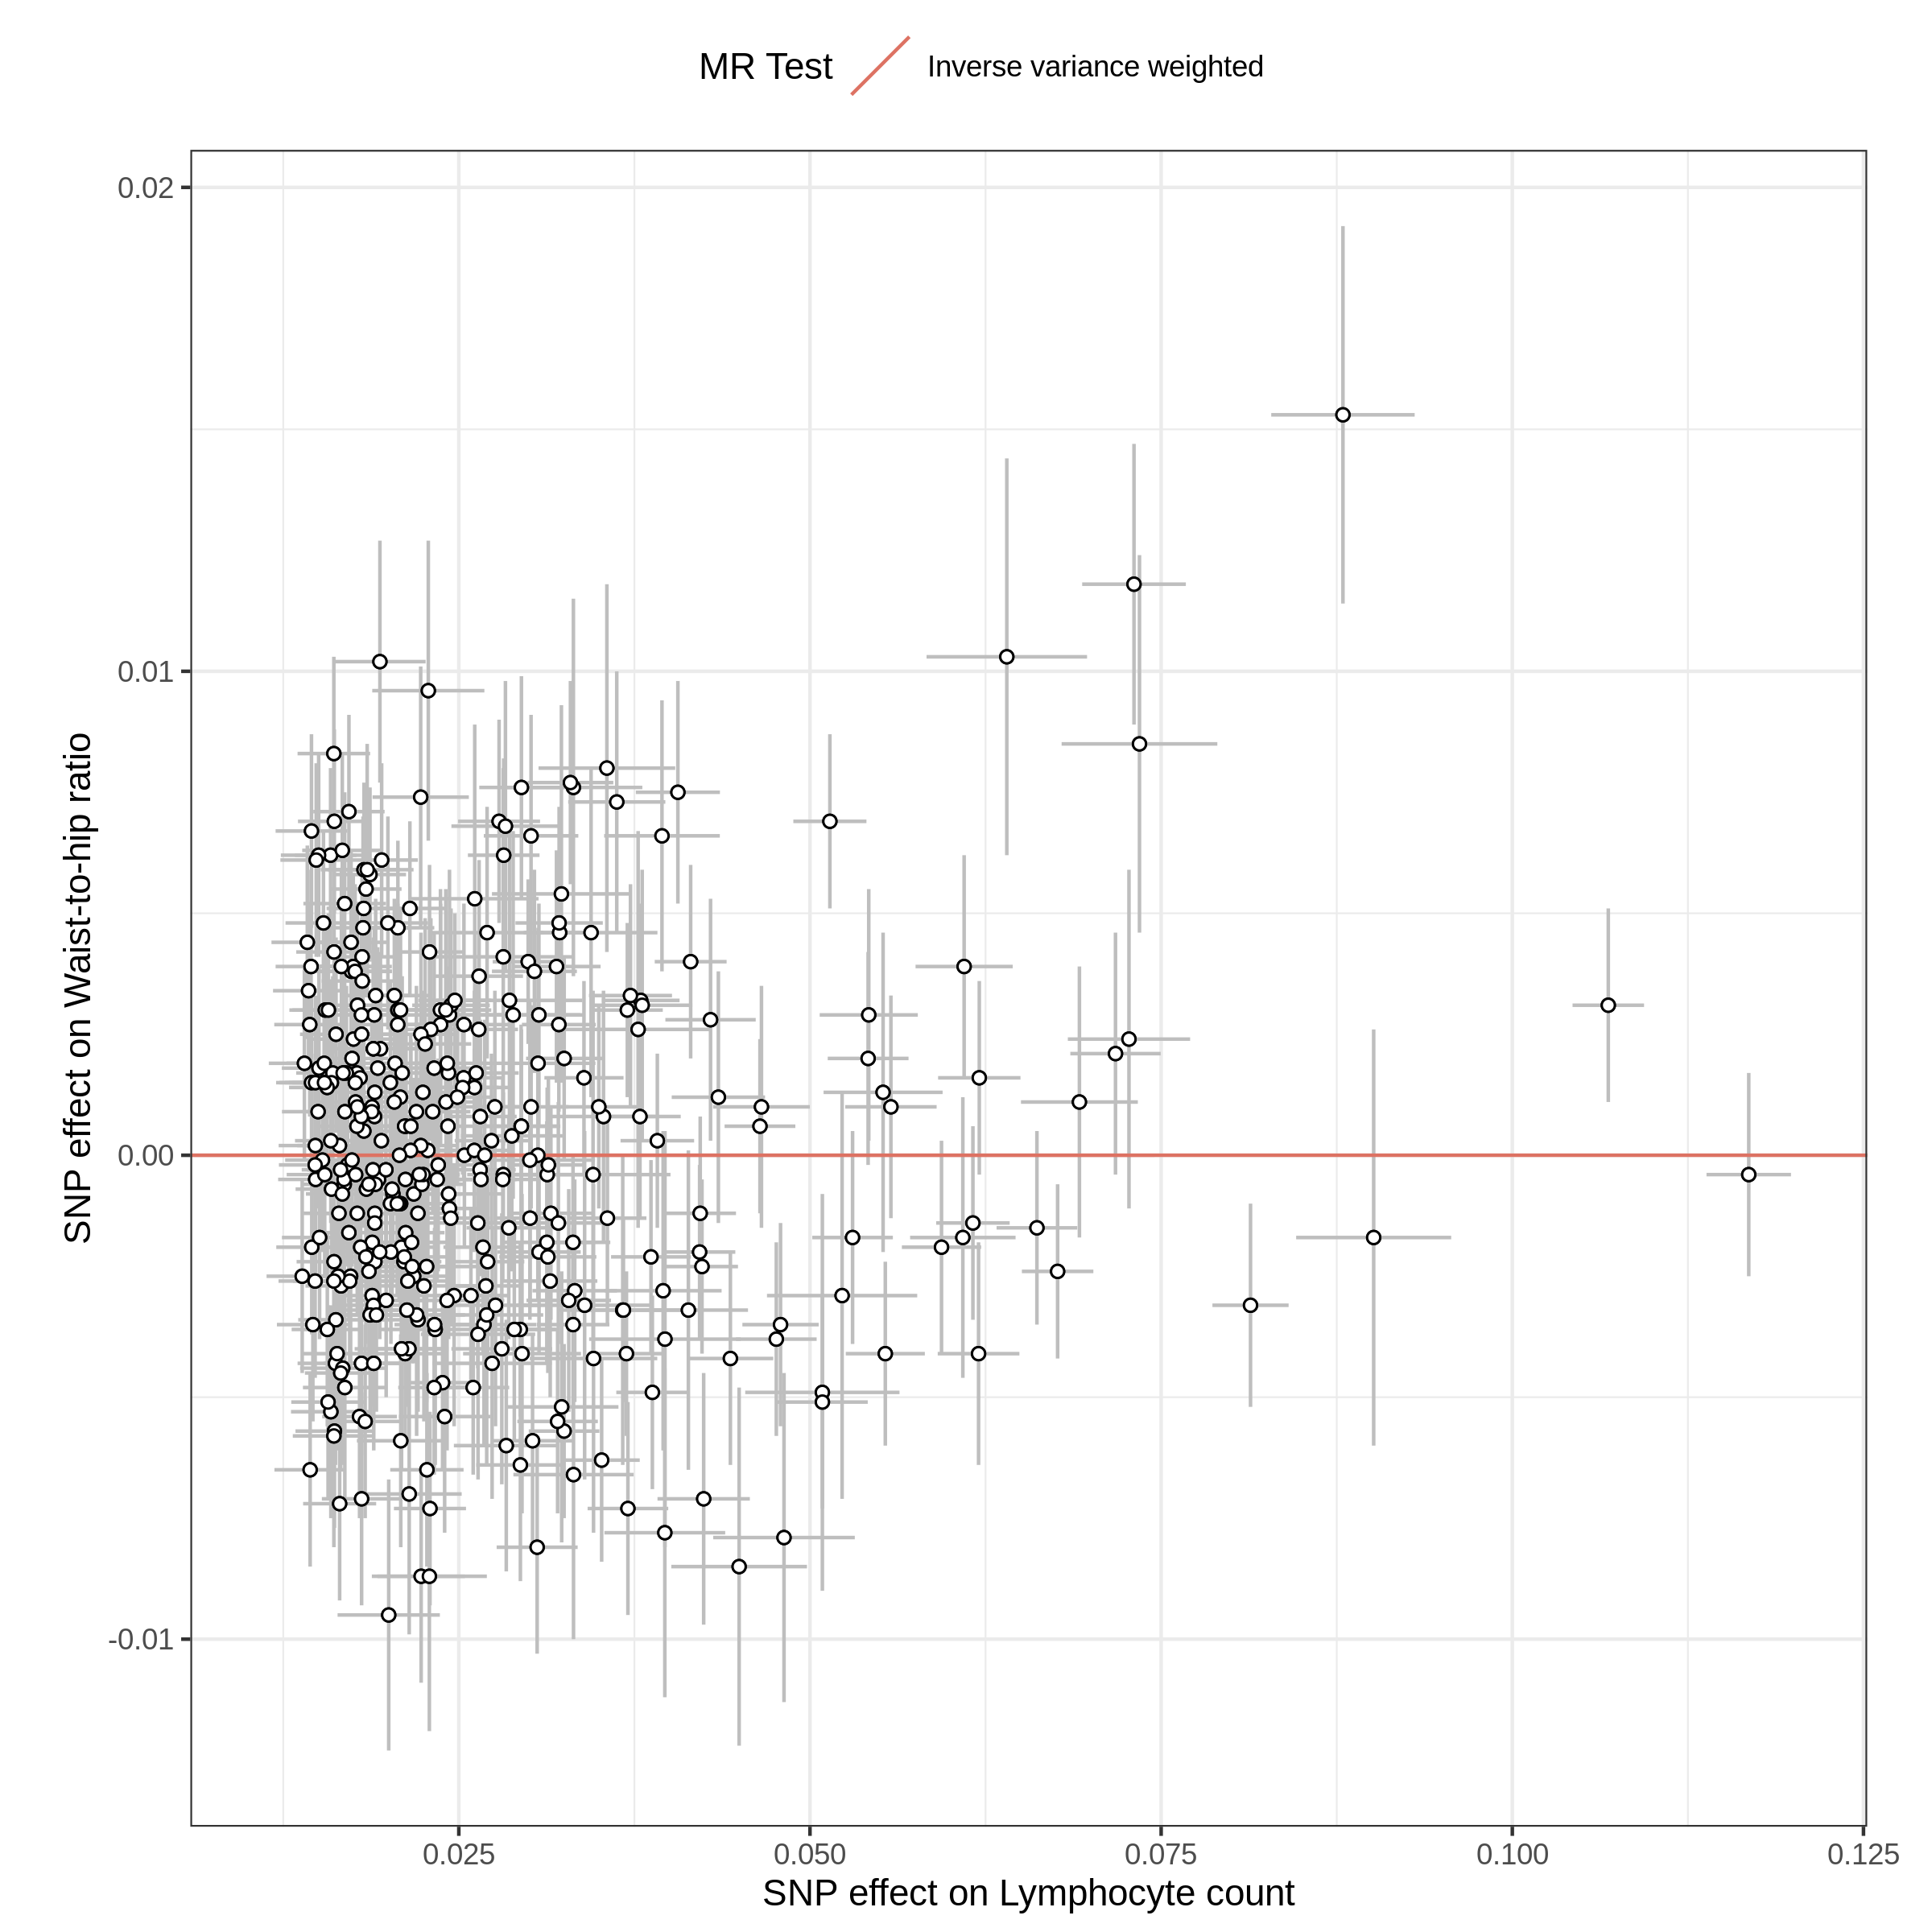 MR Test
Inverse variance weighted
SNP effect on Waist-to-hip ratio
0.02
0.01
0.00
-0.01
0.025
0.050
0.075
0.100
0.125
SNP effect on Lymphocyte count